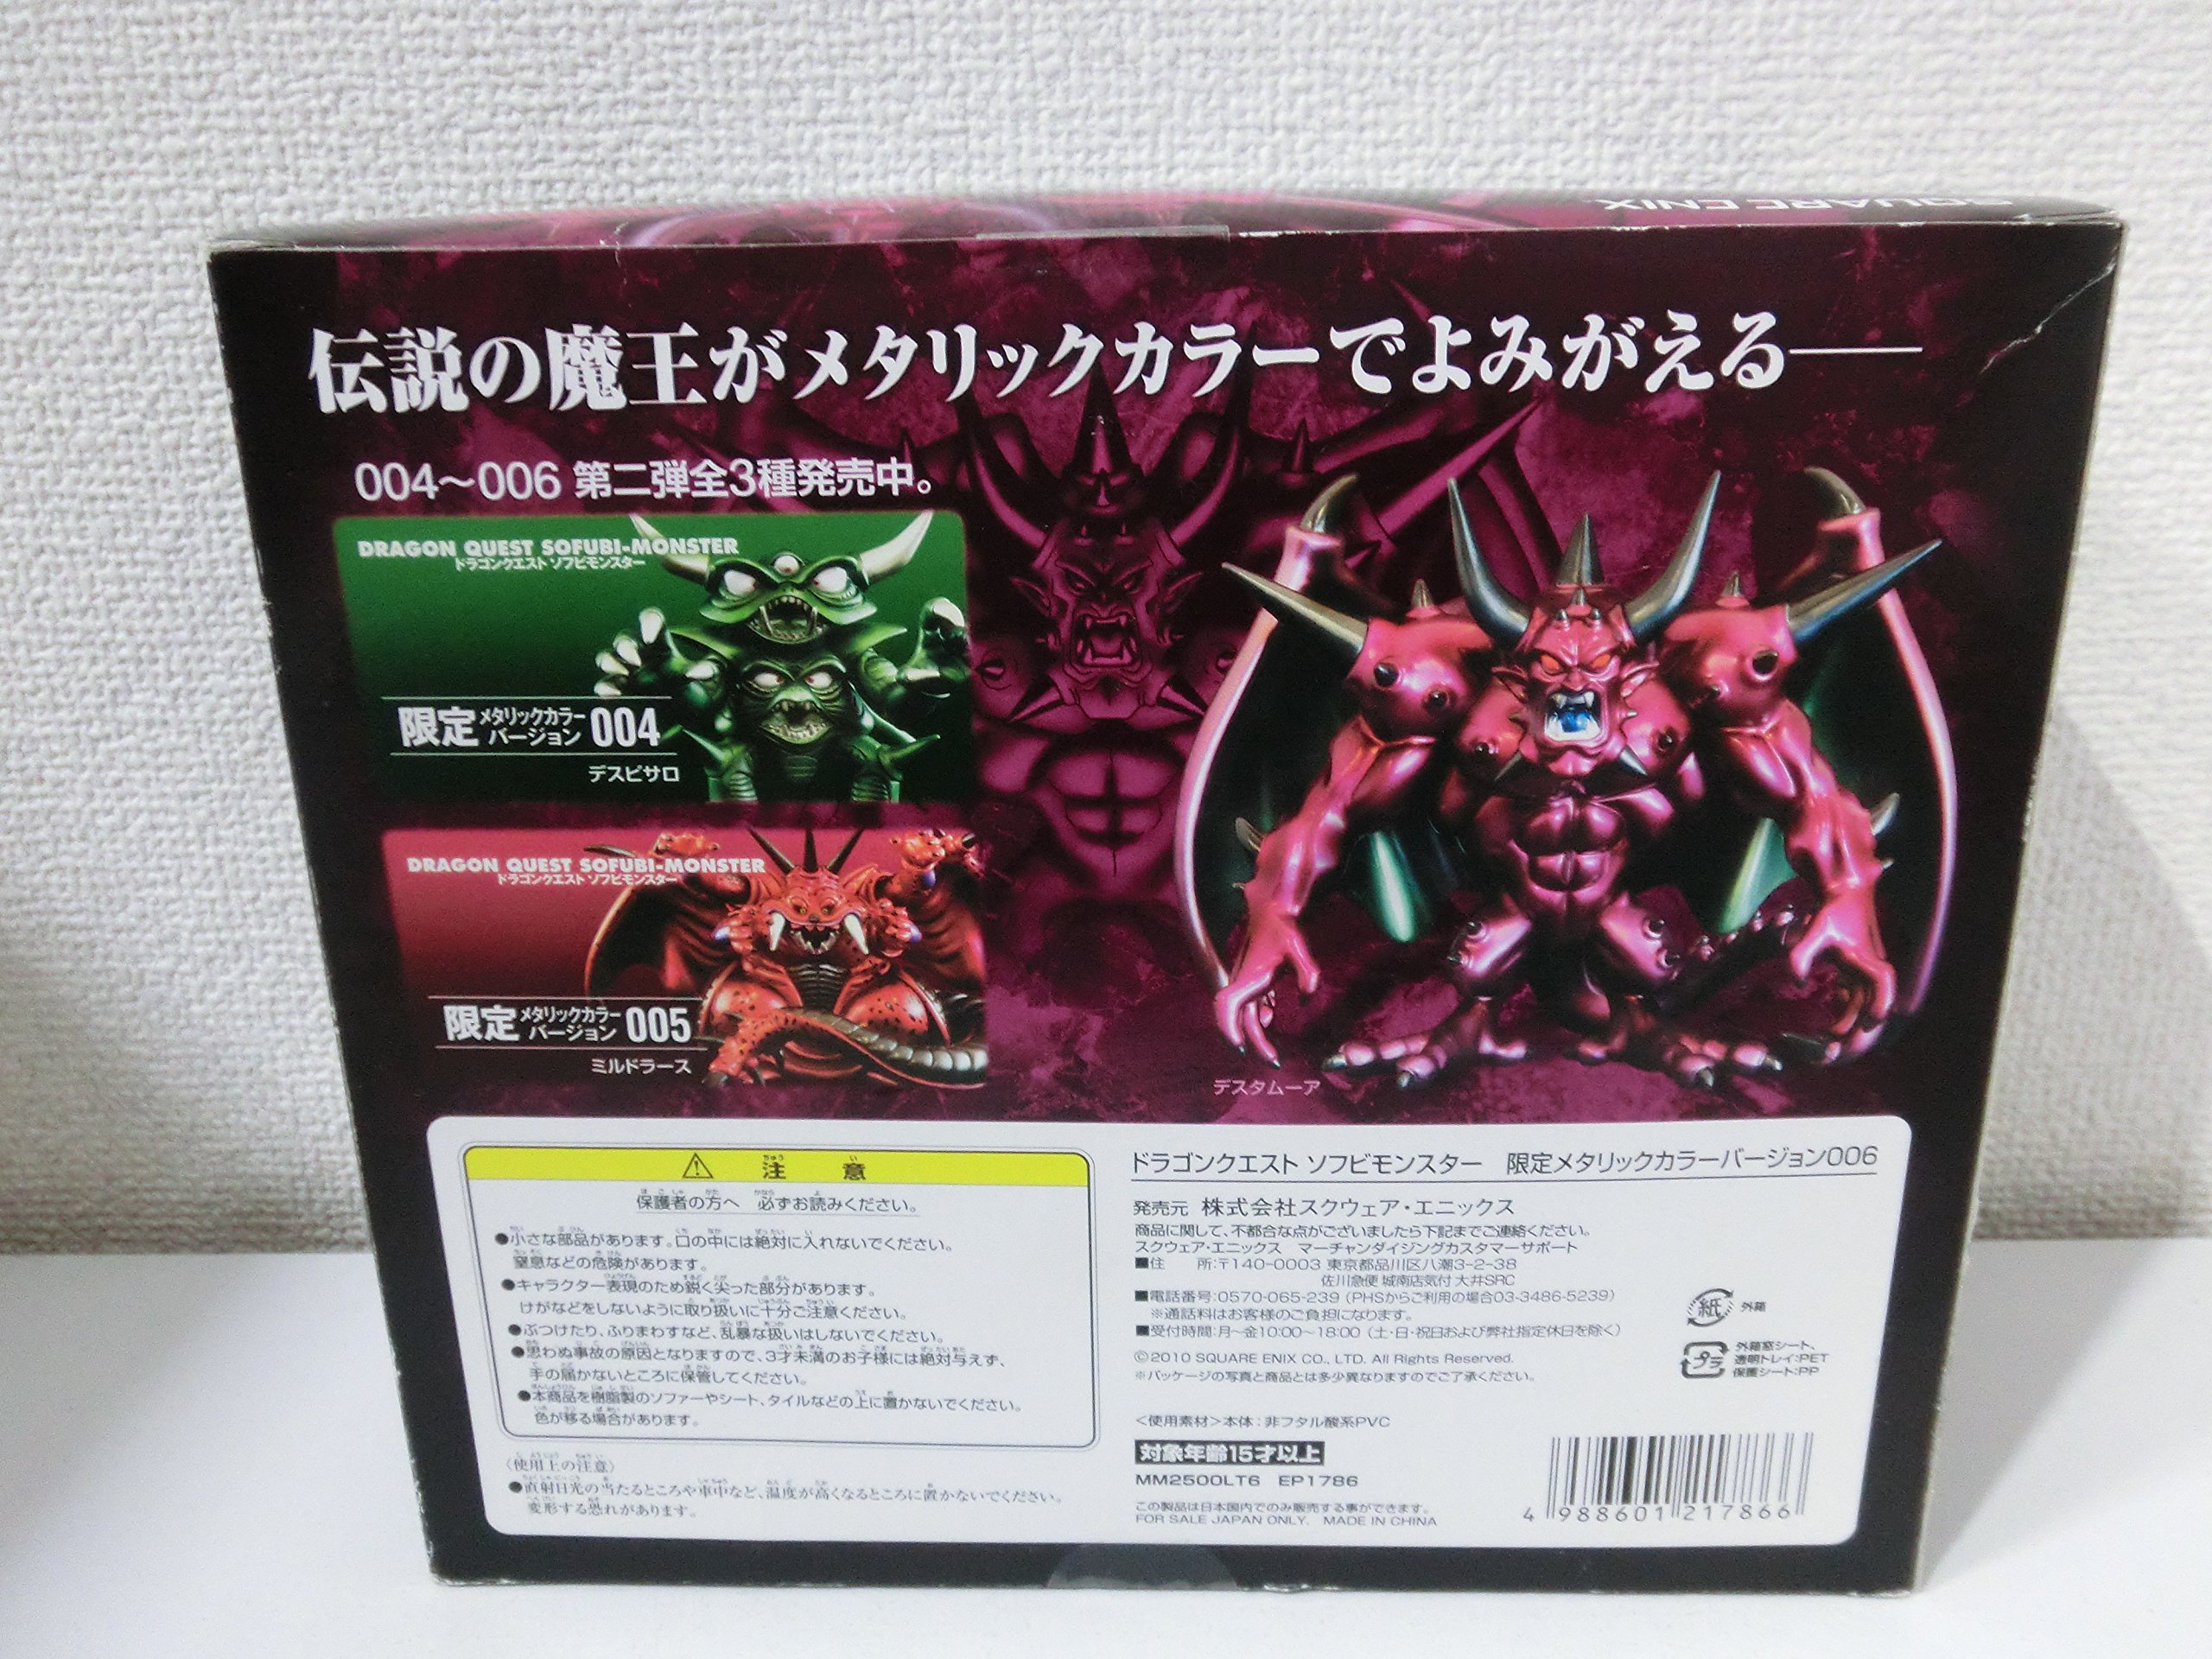 SQUARE ENIX
伝説の魔王がメタリックカラーでよみがえる──
004～006 第二弾全3種発売中。
DRAGON QUEST SOFUBI-MONSTER
ドラゴンクエスト ソフビモンスター
限定 メタリックカラーバージョン 004
デスピサロ
DRAGON QUEST SOFUBI-MONSTER
ドラゴンクエスト ソフビモンスター
限定 メタリックカラーバージョン 005
ミルドラース
デスタムーア
注意
保護者の方へ 必ずお読みください。
●小さな部品があります。口の中には絶対に入れないでください。
窒息などの危険があります。
●キャラクター表現のため鋭く尖った部分があります。
けがなどをしないように取り扱いに十分ご注意ください。
●ぶつけたり、ふりまわすなど、乱暴な扱いはしないでください。
●思わぬ事故の原因となりますので、3才未満のお子様には絶対与えず、
手の届かないところに保管してください。
●本商品を樹脂製のソファーやシート、タイルなどの上に置かないでください。
色が移る場合があります。
〈使用上の注意〉
●直射日光の当たるところや車中など、温度が高くなるところに置かないでください。
変形する恐れがあります。
ドラゴンクエスト ソフビモンスター 限定メタリックカラーバージョン006
発売元 株式会社スクウェア・エニックス
商品に関して、不都合な点がございましたら下記までご連絡ください。
スクウェア・エニックス マーチャンダイジングカスタマーサポート
■住 所:〒140-0003 東京都品川区八潮3-2-38
佐川急便 城南店気付 大井SRC
■電話番号:0570-065-239 (PHSからご利用の場合03-3486-5239)
※通話料はお客様のご負担になります。
■受付時間:月～金10:00～18:00 (土・日・祝日および弊社指定休日を除く)
©2010 SQUARE ENIX CO., LTD. All Rights Reserved.
※パッケージの写真と商品とは多少異なりますのでご了承ください。
紙 外箱
プラ 外箱窓シート、
透明トレイ:PET
保護シート:PP
<使用素材>本体:非フタル酸系PVC
対象年齢15才以上
MM2500LT6 EP1786
この製品は日本国内でのみ販売する事ができます。
FOR SALE JAPAN ONLY. MADE IN CHINA
4 988601 217866